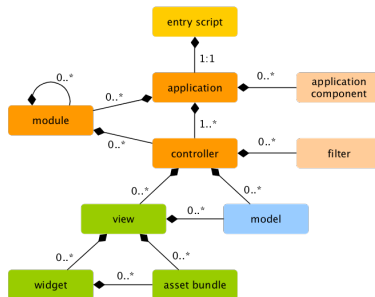 entry script
1:1
0..*
0..*
application
application
component
0..*
module
1..*
0..*
controller
0..*
filter
0..*
0..*
view
0..*
model
0..*
0..*
widget
0..*
asset bundle